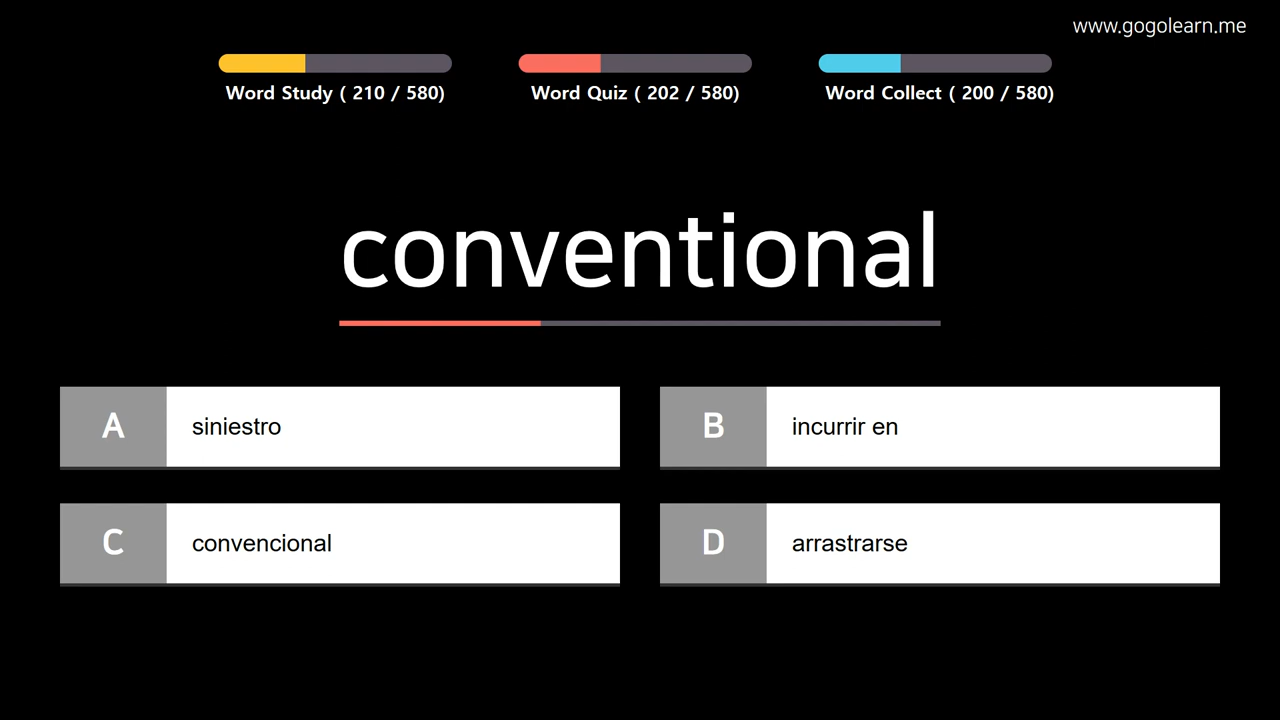 www.gogolearn.me
Word Study ( 210 / 580)
Word Quiz ( 202 / 580)
Word Collect ( 200 / 580)
conventional
A siniestro
B incurrir en
C convencional
D arrastrarse